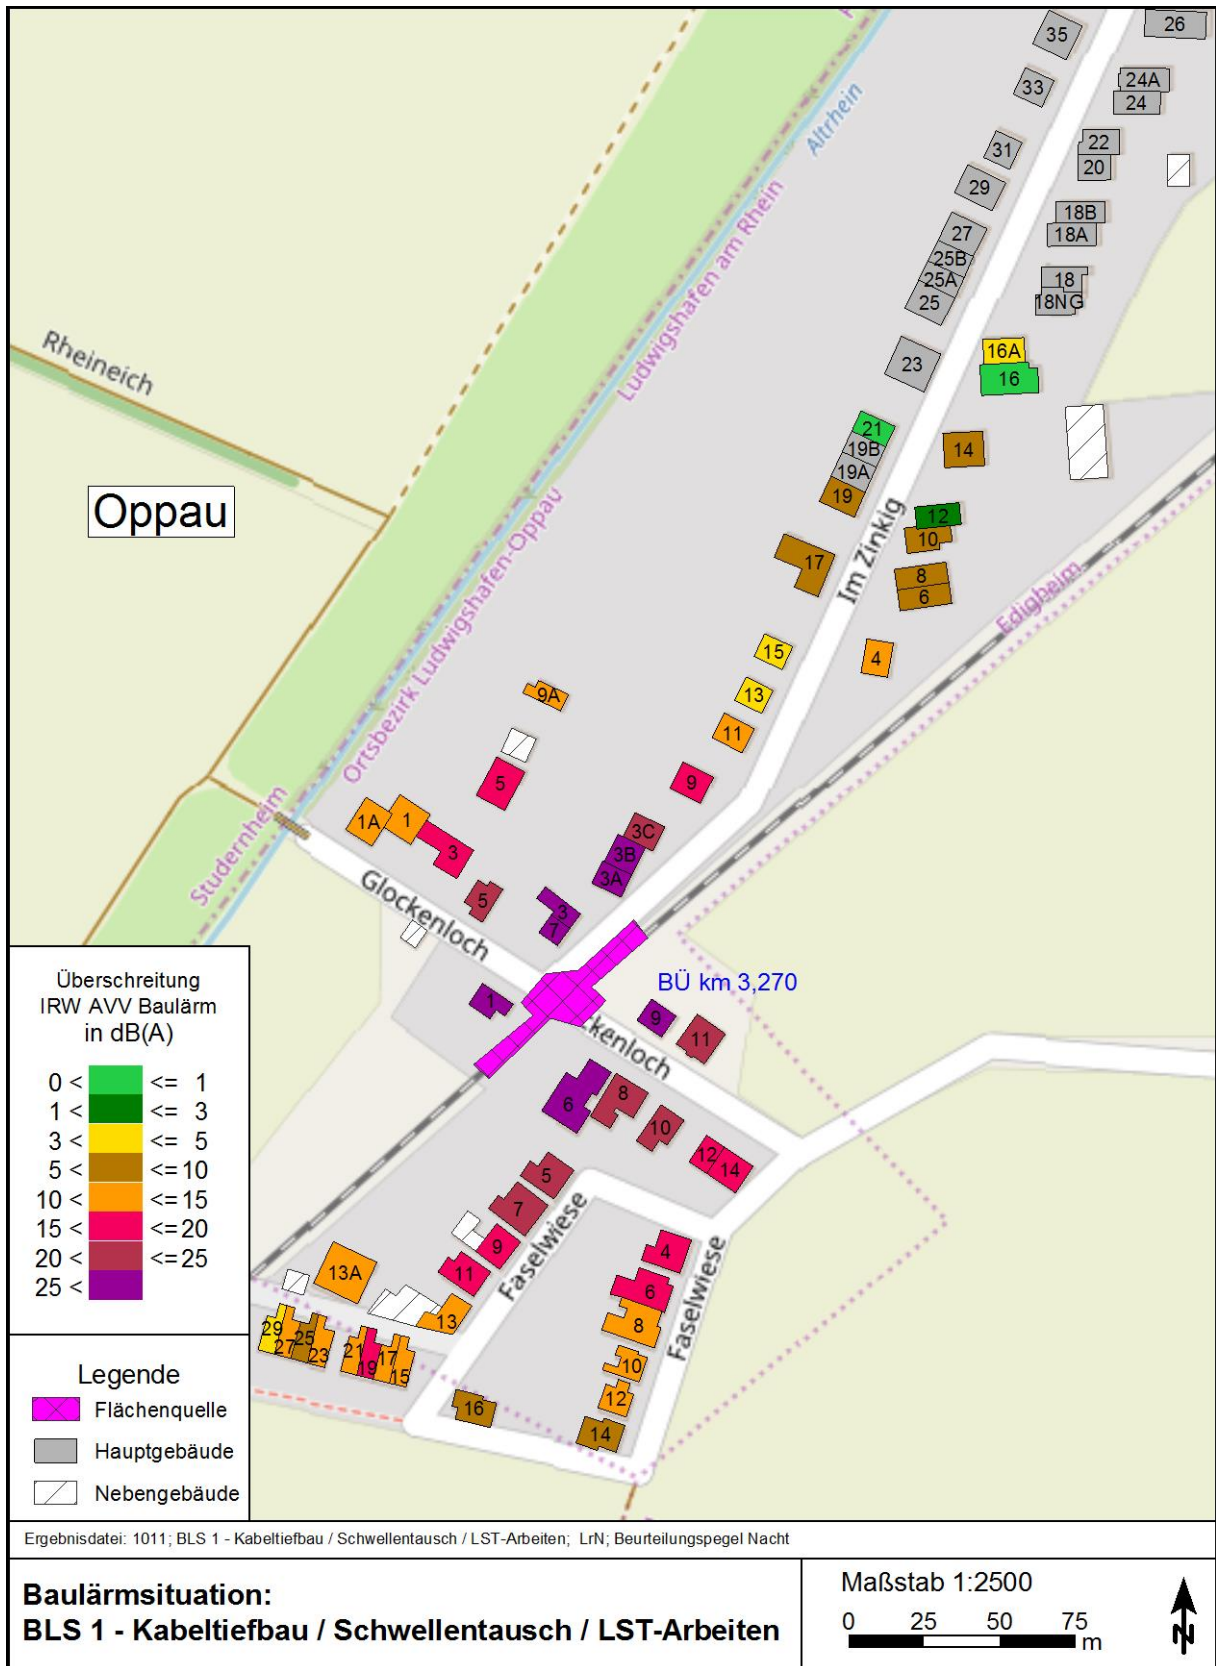 35
26
33
24A
24
Altrhein
31
22
20
29
18B
18A
27
25B
25A
25
18
18NG
Ludwigshafen am Rhein
Rheineich
23
16A
16
21
19B
19A
19
14
Oppau
12
10
Im Zinkig
17
8
6
Edigheim
Ortsbezirk Ludwigshafen-Oppau
15
4
9A
13
11
5
9
1A
1
3
3C
3B
3A
Studernheim
Glockenloch
5
3
7
BÜ km 3,270
1
9
11
ckenloch
6
8
10
12
14
5
7
9
11
Faselwiese
4
6
8
Faselwiese
13A
13
29
27
25
23
21
19
17
15
10
12
16
14
Überschreitung
IRW AVV Baulärm
in dB(A)
0 < <= 1
1 < <= 3
3 < <= 5
5 < <= 10
10 < <= 15
15 < <= 20
20 < <= 25
25 <
Legende
Flächenquelle
Hauptgebäude
Nebengebäude
Ergebnisdatei: 1011; BLS 1 - Kabeltiefbau / Schwellentausch / LST-Arbeiten; LrN; Beurteilungspegel Nacht
Baulärmsituation:
BLS 1 - Kabeltiefbau / Schwellentausch / LST-Arbeiten
Maßstab 1:2500
0 25 50 75
m
N